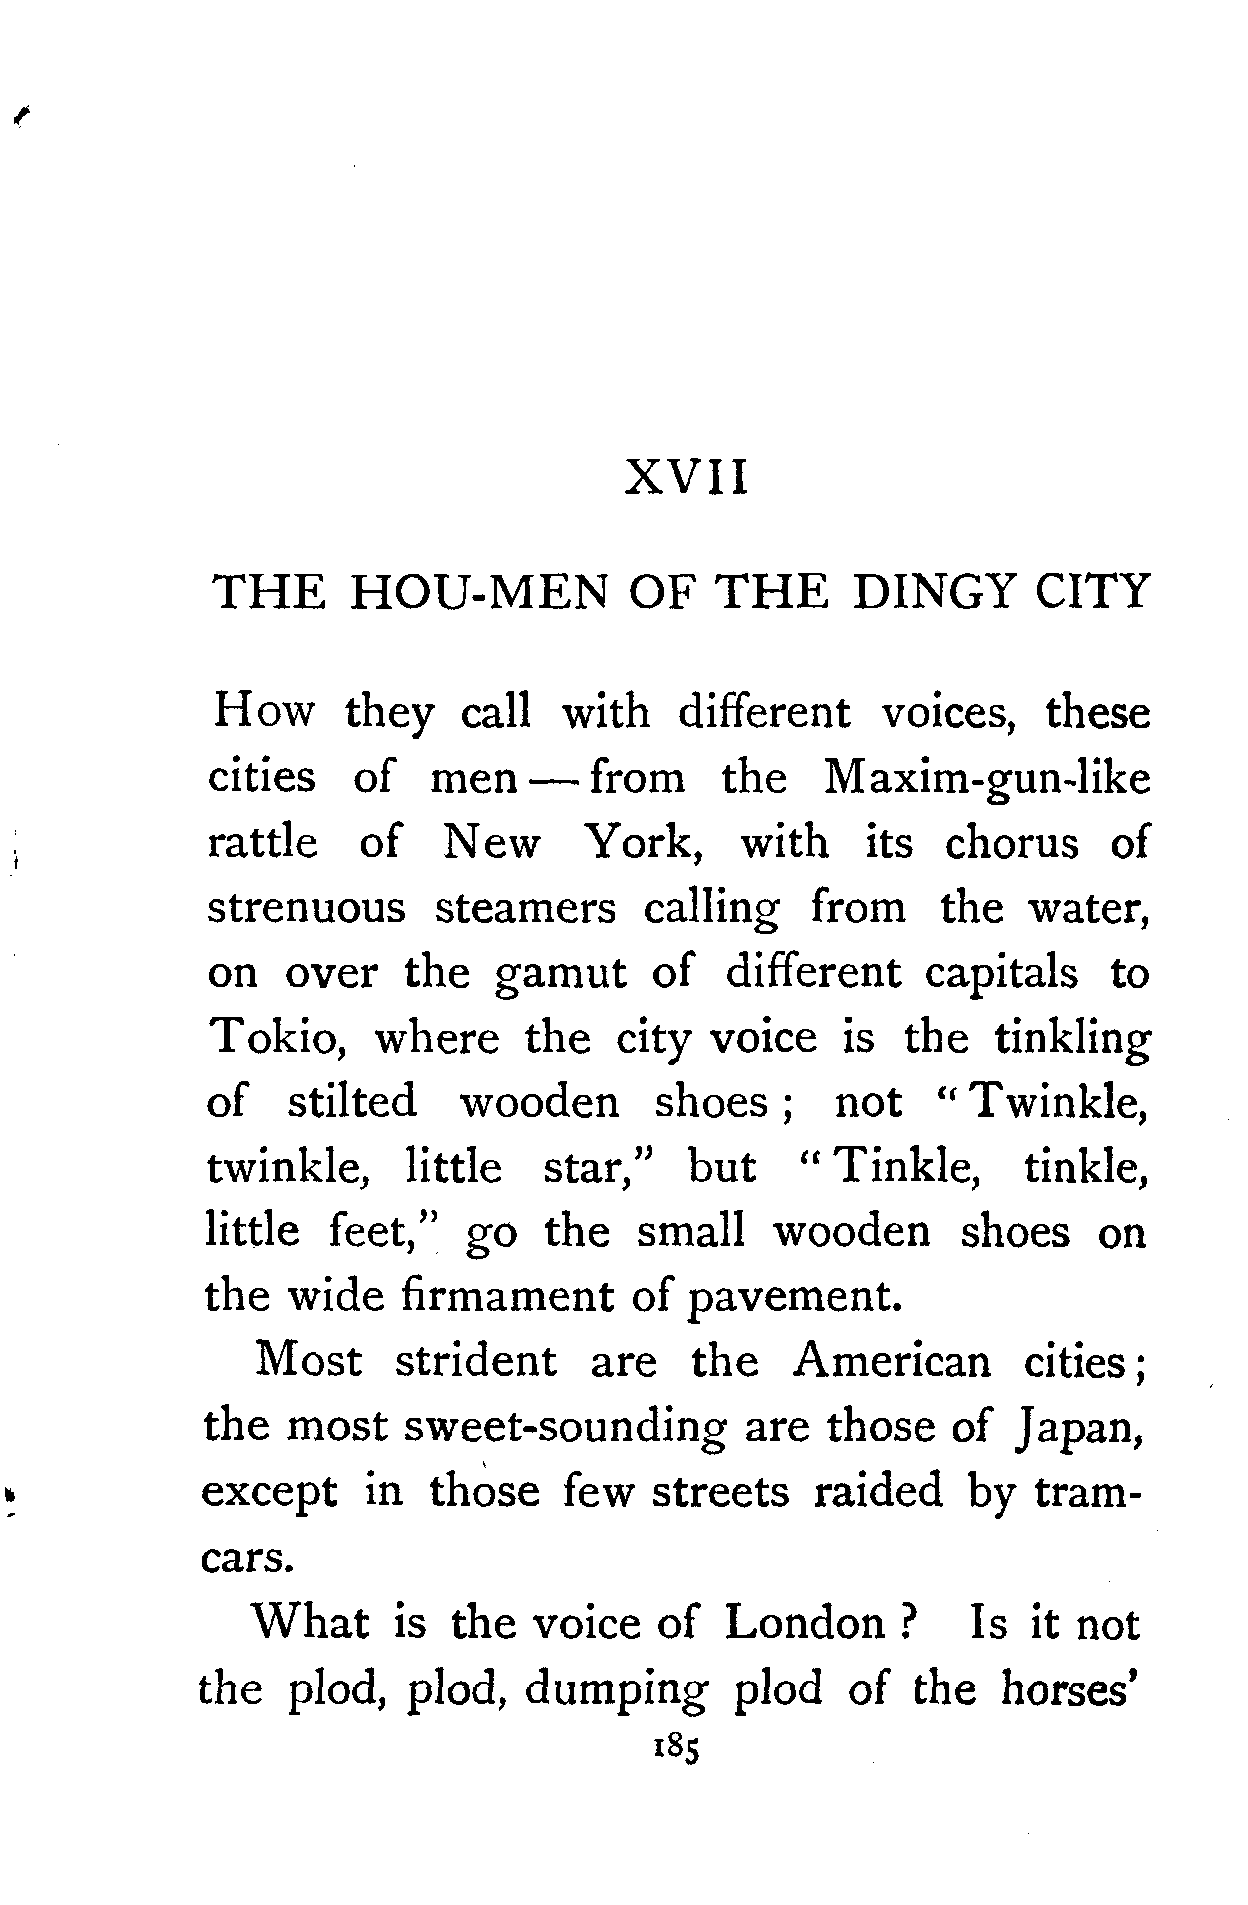 XVII
THE HOU-MEN OF THE DINGY CITY
How they call with different voices, these
cities of men — from the Maxim-gun-like
rattle of New York, with its chorus of
strenuous steamers calling from the water,
on over the gamut of different capitals to
Tokio, where the city voice is the tinkling
of stilted wooden shoes ; not “ Twinkle,
twinkle, little star,” but “ Tinkle, tinkle,
little feet,” go the small wooden shoes on
the wide firmament of pavement.
Most strident are the American cities ;
the most sweet-sounding are those of Japan,
except in those few streets raided by tram-
cars.
What is the voice of London ? Is it not
the plod, plod, dumping plod of the horses’
185